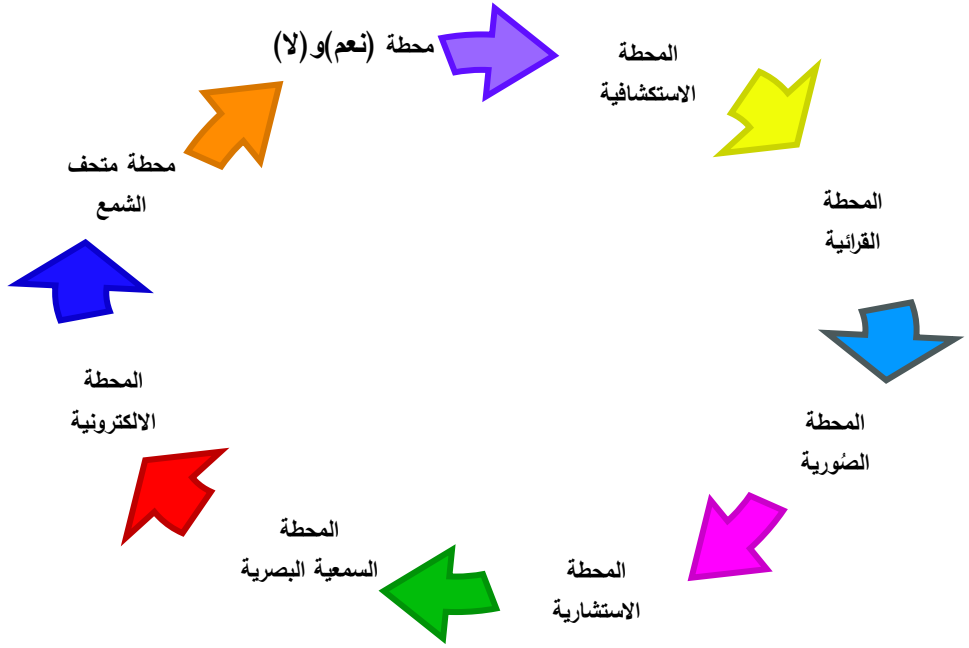 محطة (نعم)و(لا)
المحطة
الاستكشافية
المحطة
القرائية
المحطة
الصُورية
المحطة
الاستشارية
المحطة
السمعية البصرية
المحطة
الالكترونية
محطة متحف
الشمع